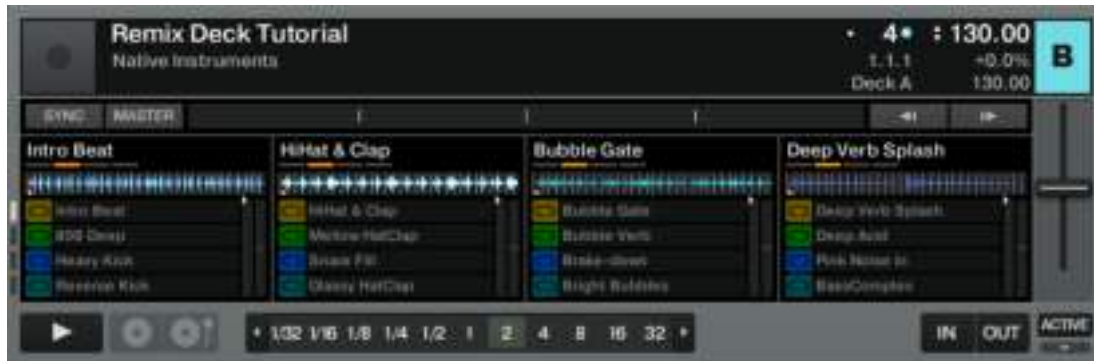 Remix Deck Tutorial
Native Instruments
4 130.00
1.1.1 +0.0%
Deck A 130.00
B
SYNC MASTER
Intro Beat HiHat & Clap Bubble Gate Deep Verb Splash
Intro Beat HiHat & Clap Bubble Gate Deep Verb Splash
808 Deep Mellow HatClap Bubble Verb Deep Acid
Heavy Kick Snare Fill Break-down Pink Noise In
Reverse Kick Glassy HatClap Bright Bubbles BassComplex
1/32 1/16 1/8 1/4 1/2 1 2 4 8 16 32 IN OUT ACTIVE